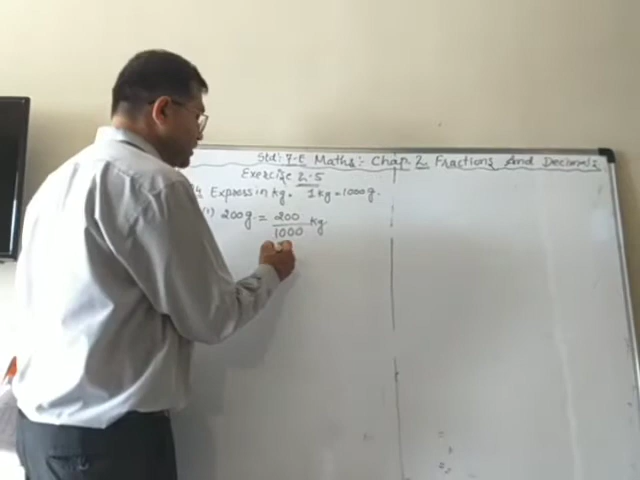 Std:- 7-E Maths:- Chap. 2 Fractions And Decimals
Exercise 2.5
4 Express in kg. 1 kg = 1000 g.
(i) 200g = 200/1000 kg